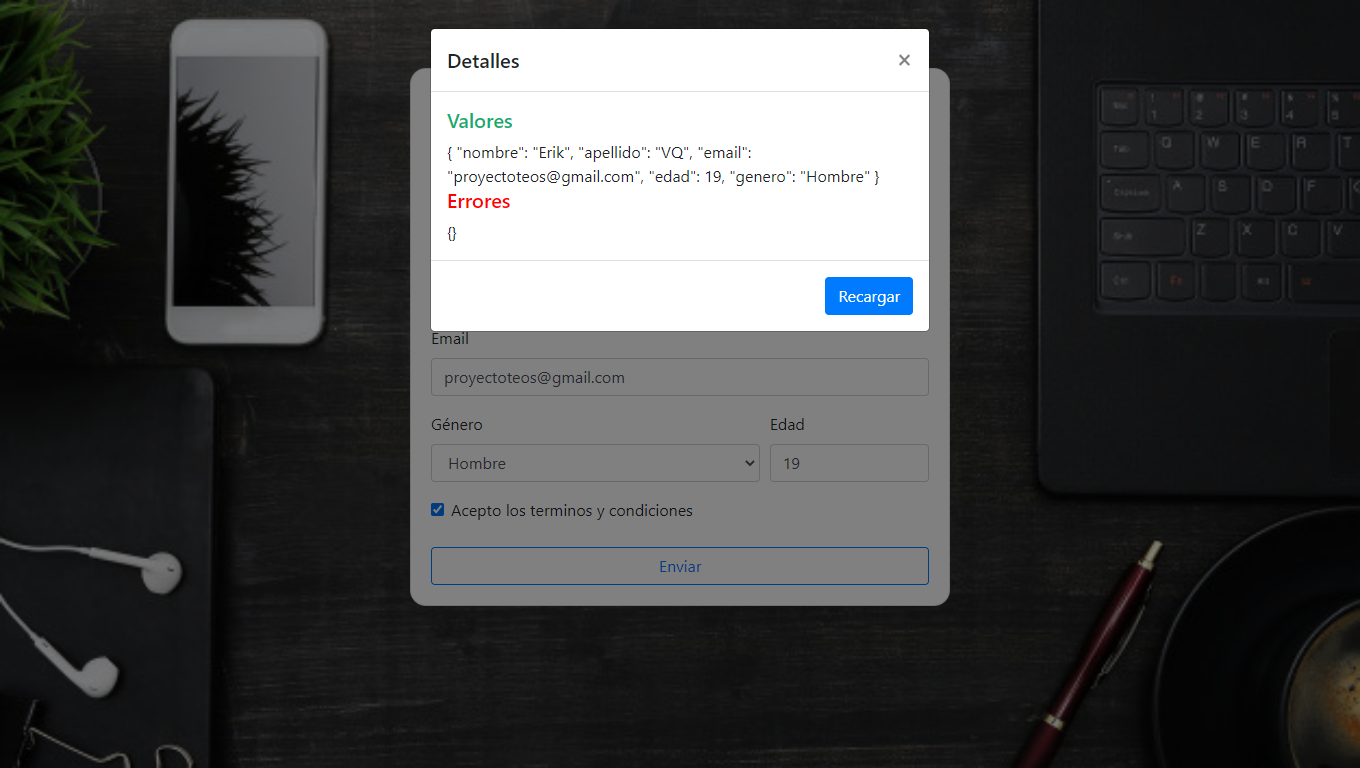 Detalles
×
Valores
{ "nombre": "Erik", "apellido": "VQ", "email":
"proyectoteos@gmail.com", "edad": 19, "genero": "Hombre" }
Errores
{}
Recargar
Email
proyectoteos@gmail.com
Género
Edad
Hombre
19
Acepto los terminos y condiciones
Enviar
Q W E R T
A S D F
Z X C V